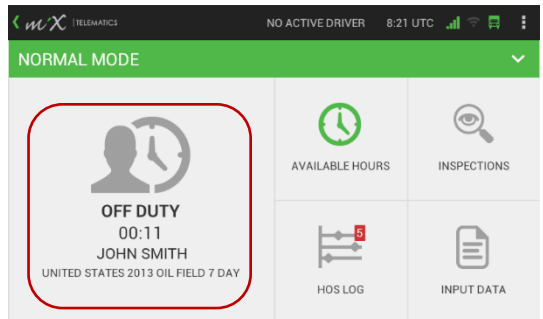 mi'X TELEMATICS NO ACTIVE DRIVER 8:21 UTC
NORMAL MODE
OFF DUTY
00:11
JOHN SMITH
UNITED STATES 2013 OIL FIELD 7 DAY
AVAILABLE HOURS
INSPECTIONS
5
HOS LOG
INPUT DATA